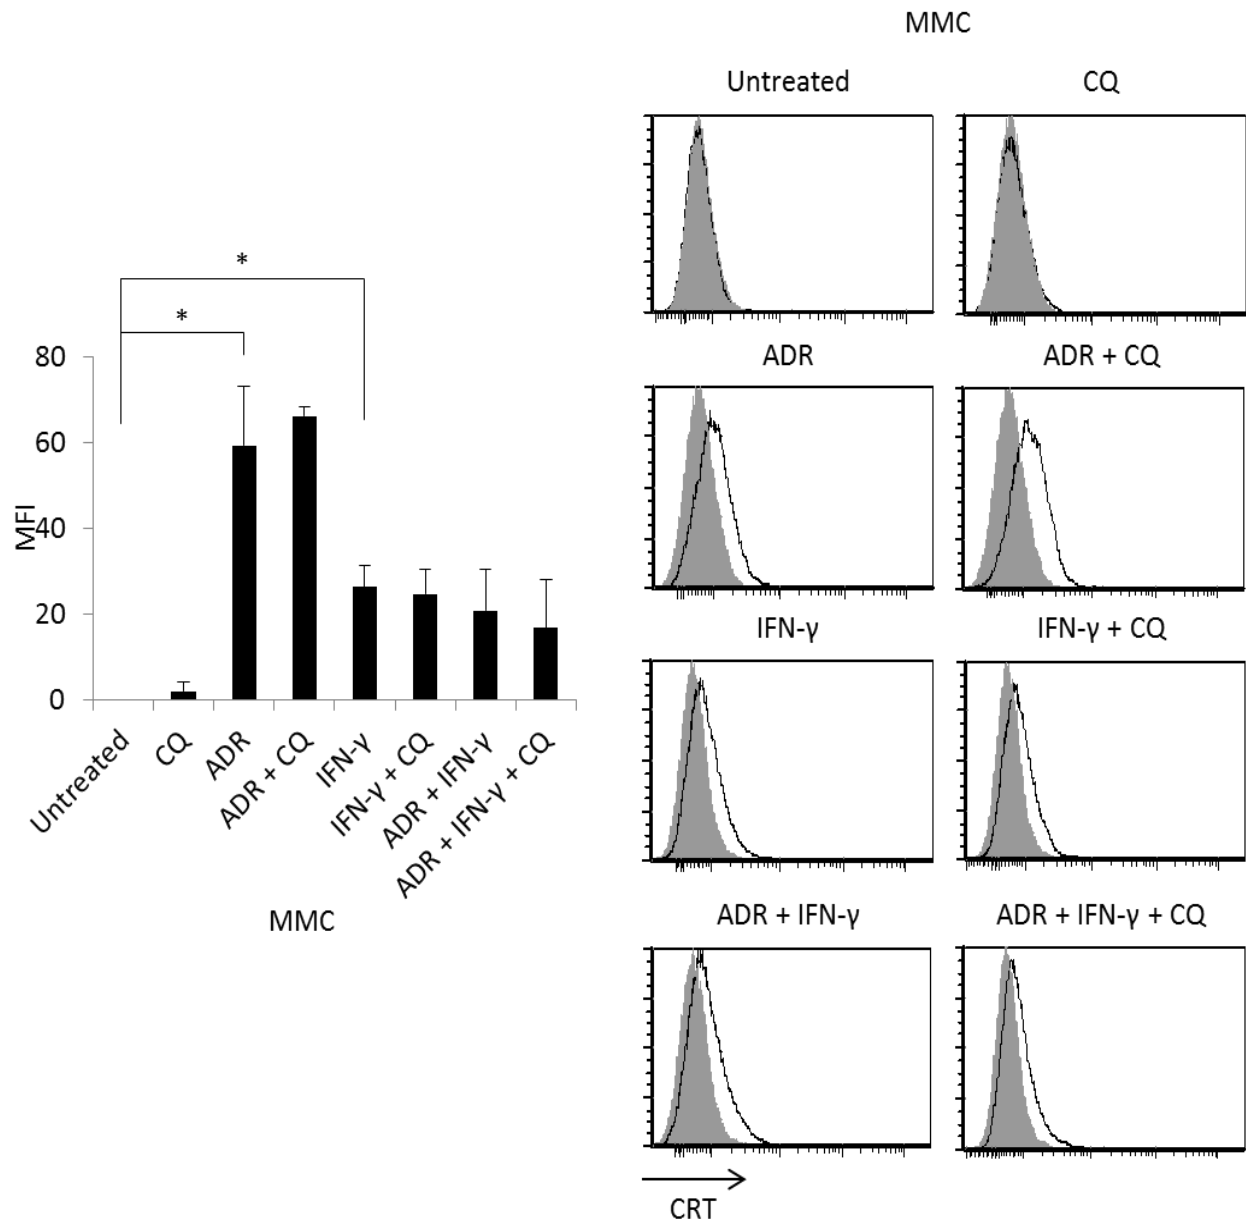 MMC
Untreated
CQ
*
*
ADR
ADR + CQ
80
60
40
20
0
MFI
Untreated
CQ
ADR
ADR + CQ
IFN-γ
IFN-γ + CQ
ADR + IFN-γ
ADR + IFN-γ + CQ
MMC
IFN-γ
IFN-γ + CQ
ADR + IFN-γ
ADR + IFN-γ + CQ
CRT